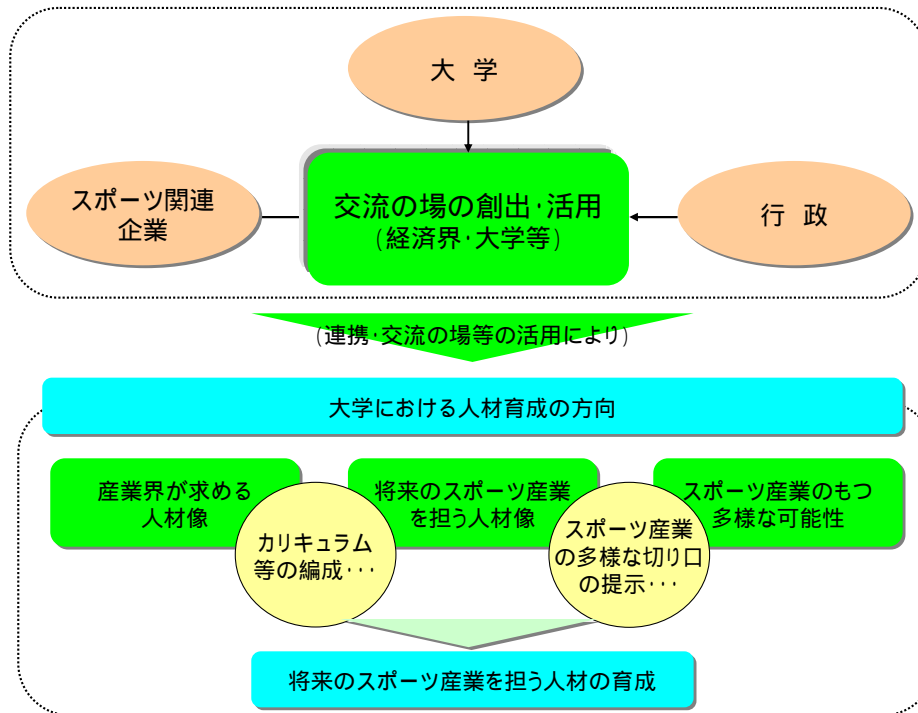 大 学
スポーツ関連
企業
交流の場の創出・活用
(経済界・大学等)
行 政
(連携・交流の場等の活用により)
大学における人材育成の方向
産業界が求める
人材像
将来のスポーツ産業
を担う人材像
スポーツ産業のもつ
多様な可能性
カリキュラム
等の編成・・・
スポーツ産業
の多様な切り口
の提示・・・
将来のスポーツ産業を担う人材の育成